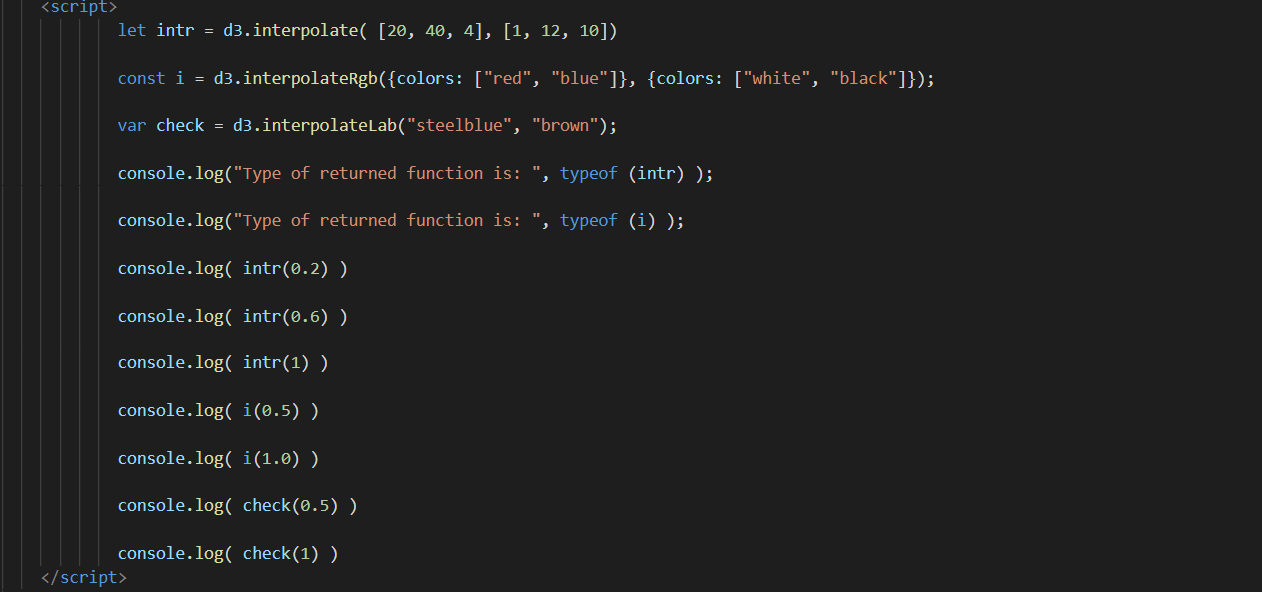 <script>
let intr = d3.interpolate( [20, 40, 4], [1, 12, 10])
const i = d3.interpolateRgb({colors: ["red", "blue"]}, {colors: ["white", "black"]});
var check = d3.interpolateLab("steelblue", "brown");
console.log("Type of returned function is: ", typeof (intr) );
console.log("Type of returned function is: ", typeof (i) );
console.log( intr(0.2) )
console.log( intr(0.6) )
console.log( intr(1) )
console.log( i(0.5) )
console.log( i(1.0) )
console.log( check(0.5) )
console.log( check(1) )
</script>